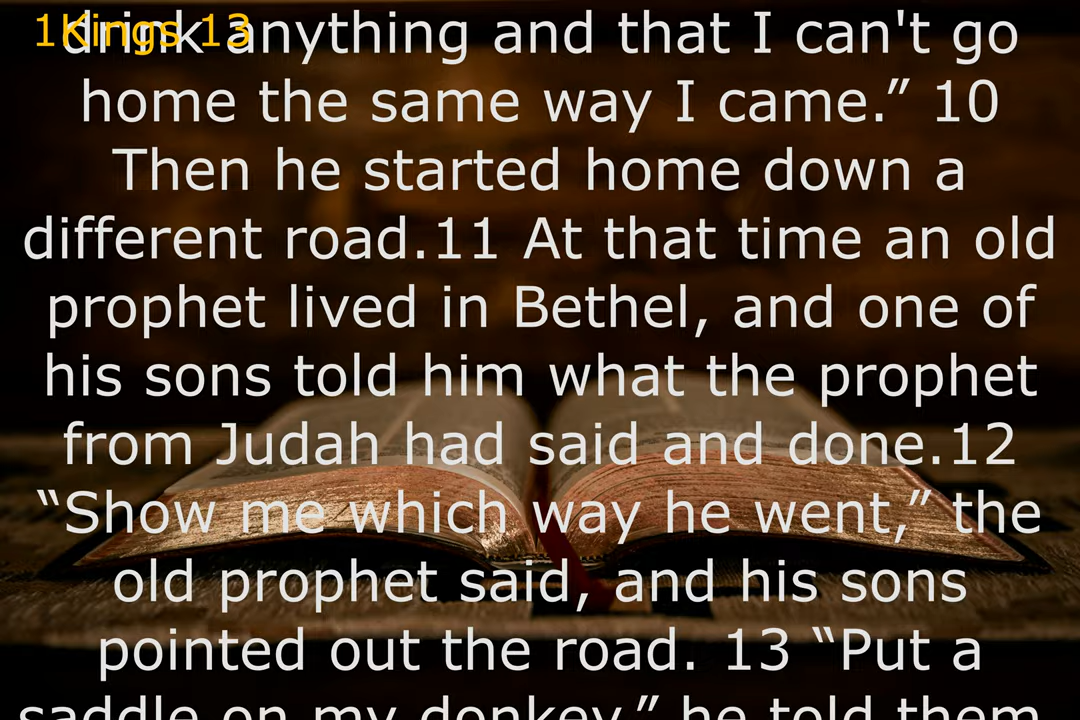 1Kings 13
drink anything and that I can't go
home the same way I came.” 10
Then he started home down a
different road.11 At that time an old
prophet lived in Bethel, and one of
his sons told him what the prophet
from Judah had said and done.12
“Show me which way he went,” the
old prophet said, and his sons
pointed out the road. 13 “Put a
saddle on my donkey,” he told them.